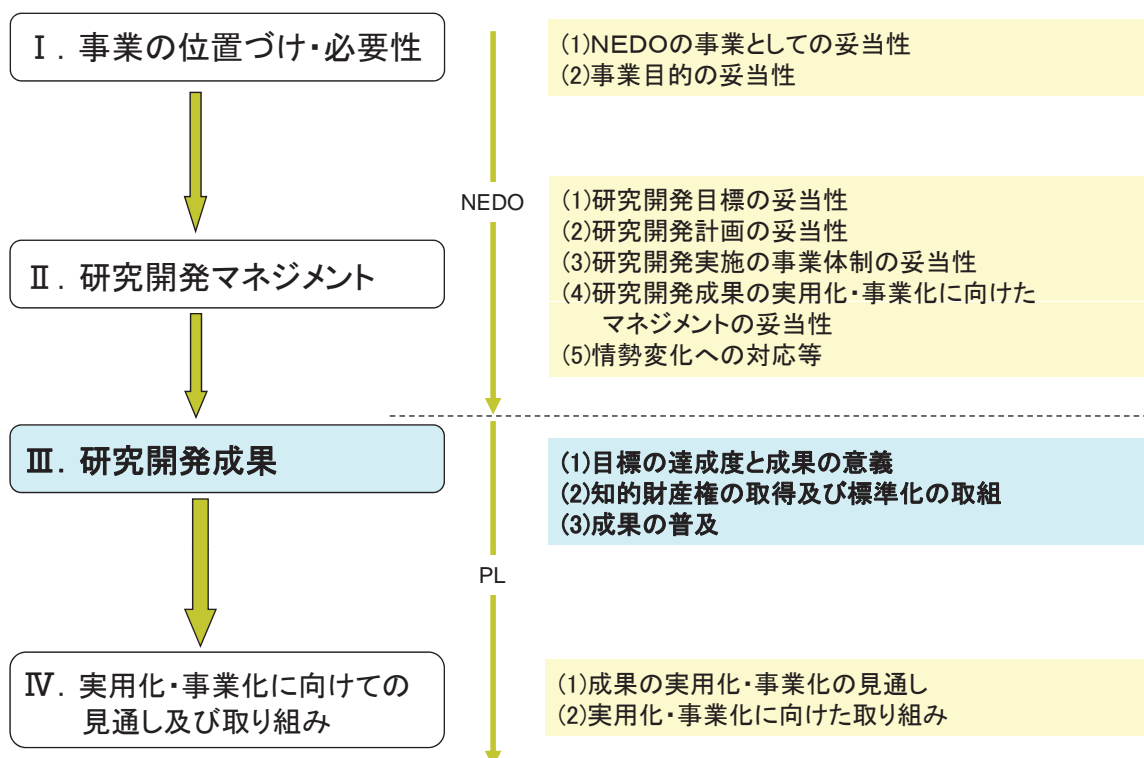 Ⅰ. 事業の位置づけ・必要性
(1)NEDOの事業としての妥当性
(2)事業目的の妥当性
NEDO
Ⅱ. 研究開発マネジメント
(1)研究開発目標の妥当性
(2)研究開発計画の妥当性
(3)研究開発実施の事業体制の妥当性
(4)研究開発成果の実用化・事業化に向けた
マネジメントの妥当性
(5)情勢変化への対応等
Ⅲ. 研究開発成果
(1)目標の達成度と成果の意義
(2)知的財産権の取得及び標準化の取組
(3)成果の普及
PL
Ⅳ. 実用化・事業化に向けての
見通し及び取り組み
(1)成果の実用化・事業化の見通し
(2)実用化・事業化に向けた取り組み